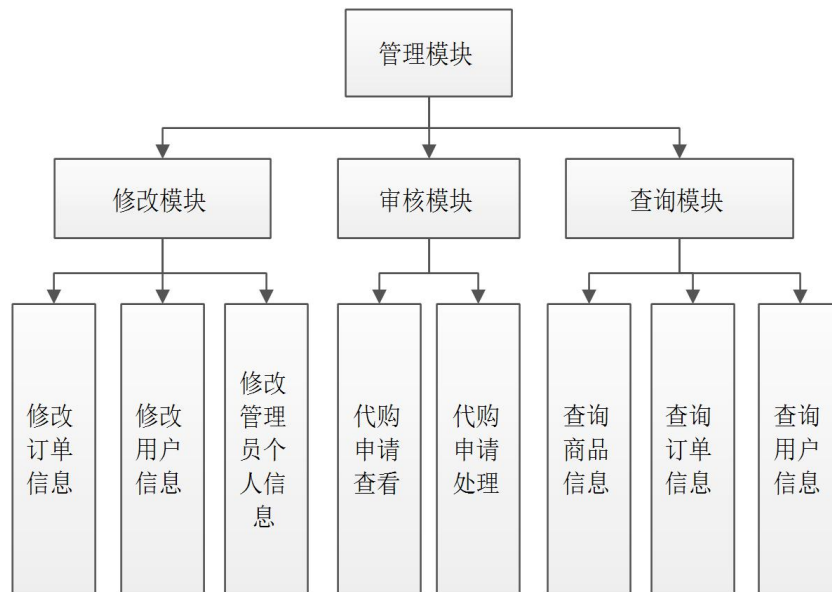 管理模块
修改模块
审核模块
查询模块
修改
订单
信息
修改
用户
信息
修改
管理
员个
人信
息
代购
申请
查看
代购
申请
处理
查询
商品
信息
查询
订单
信息
查询
用户
信息